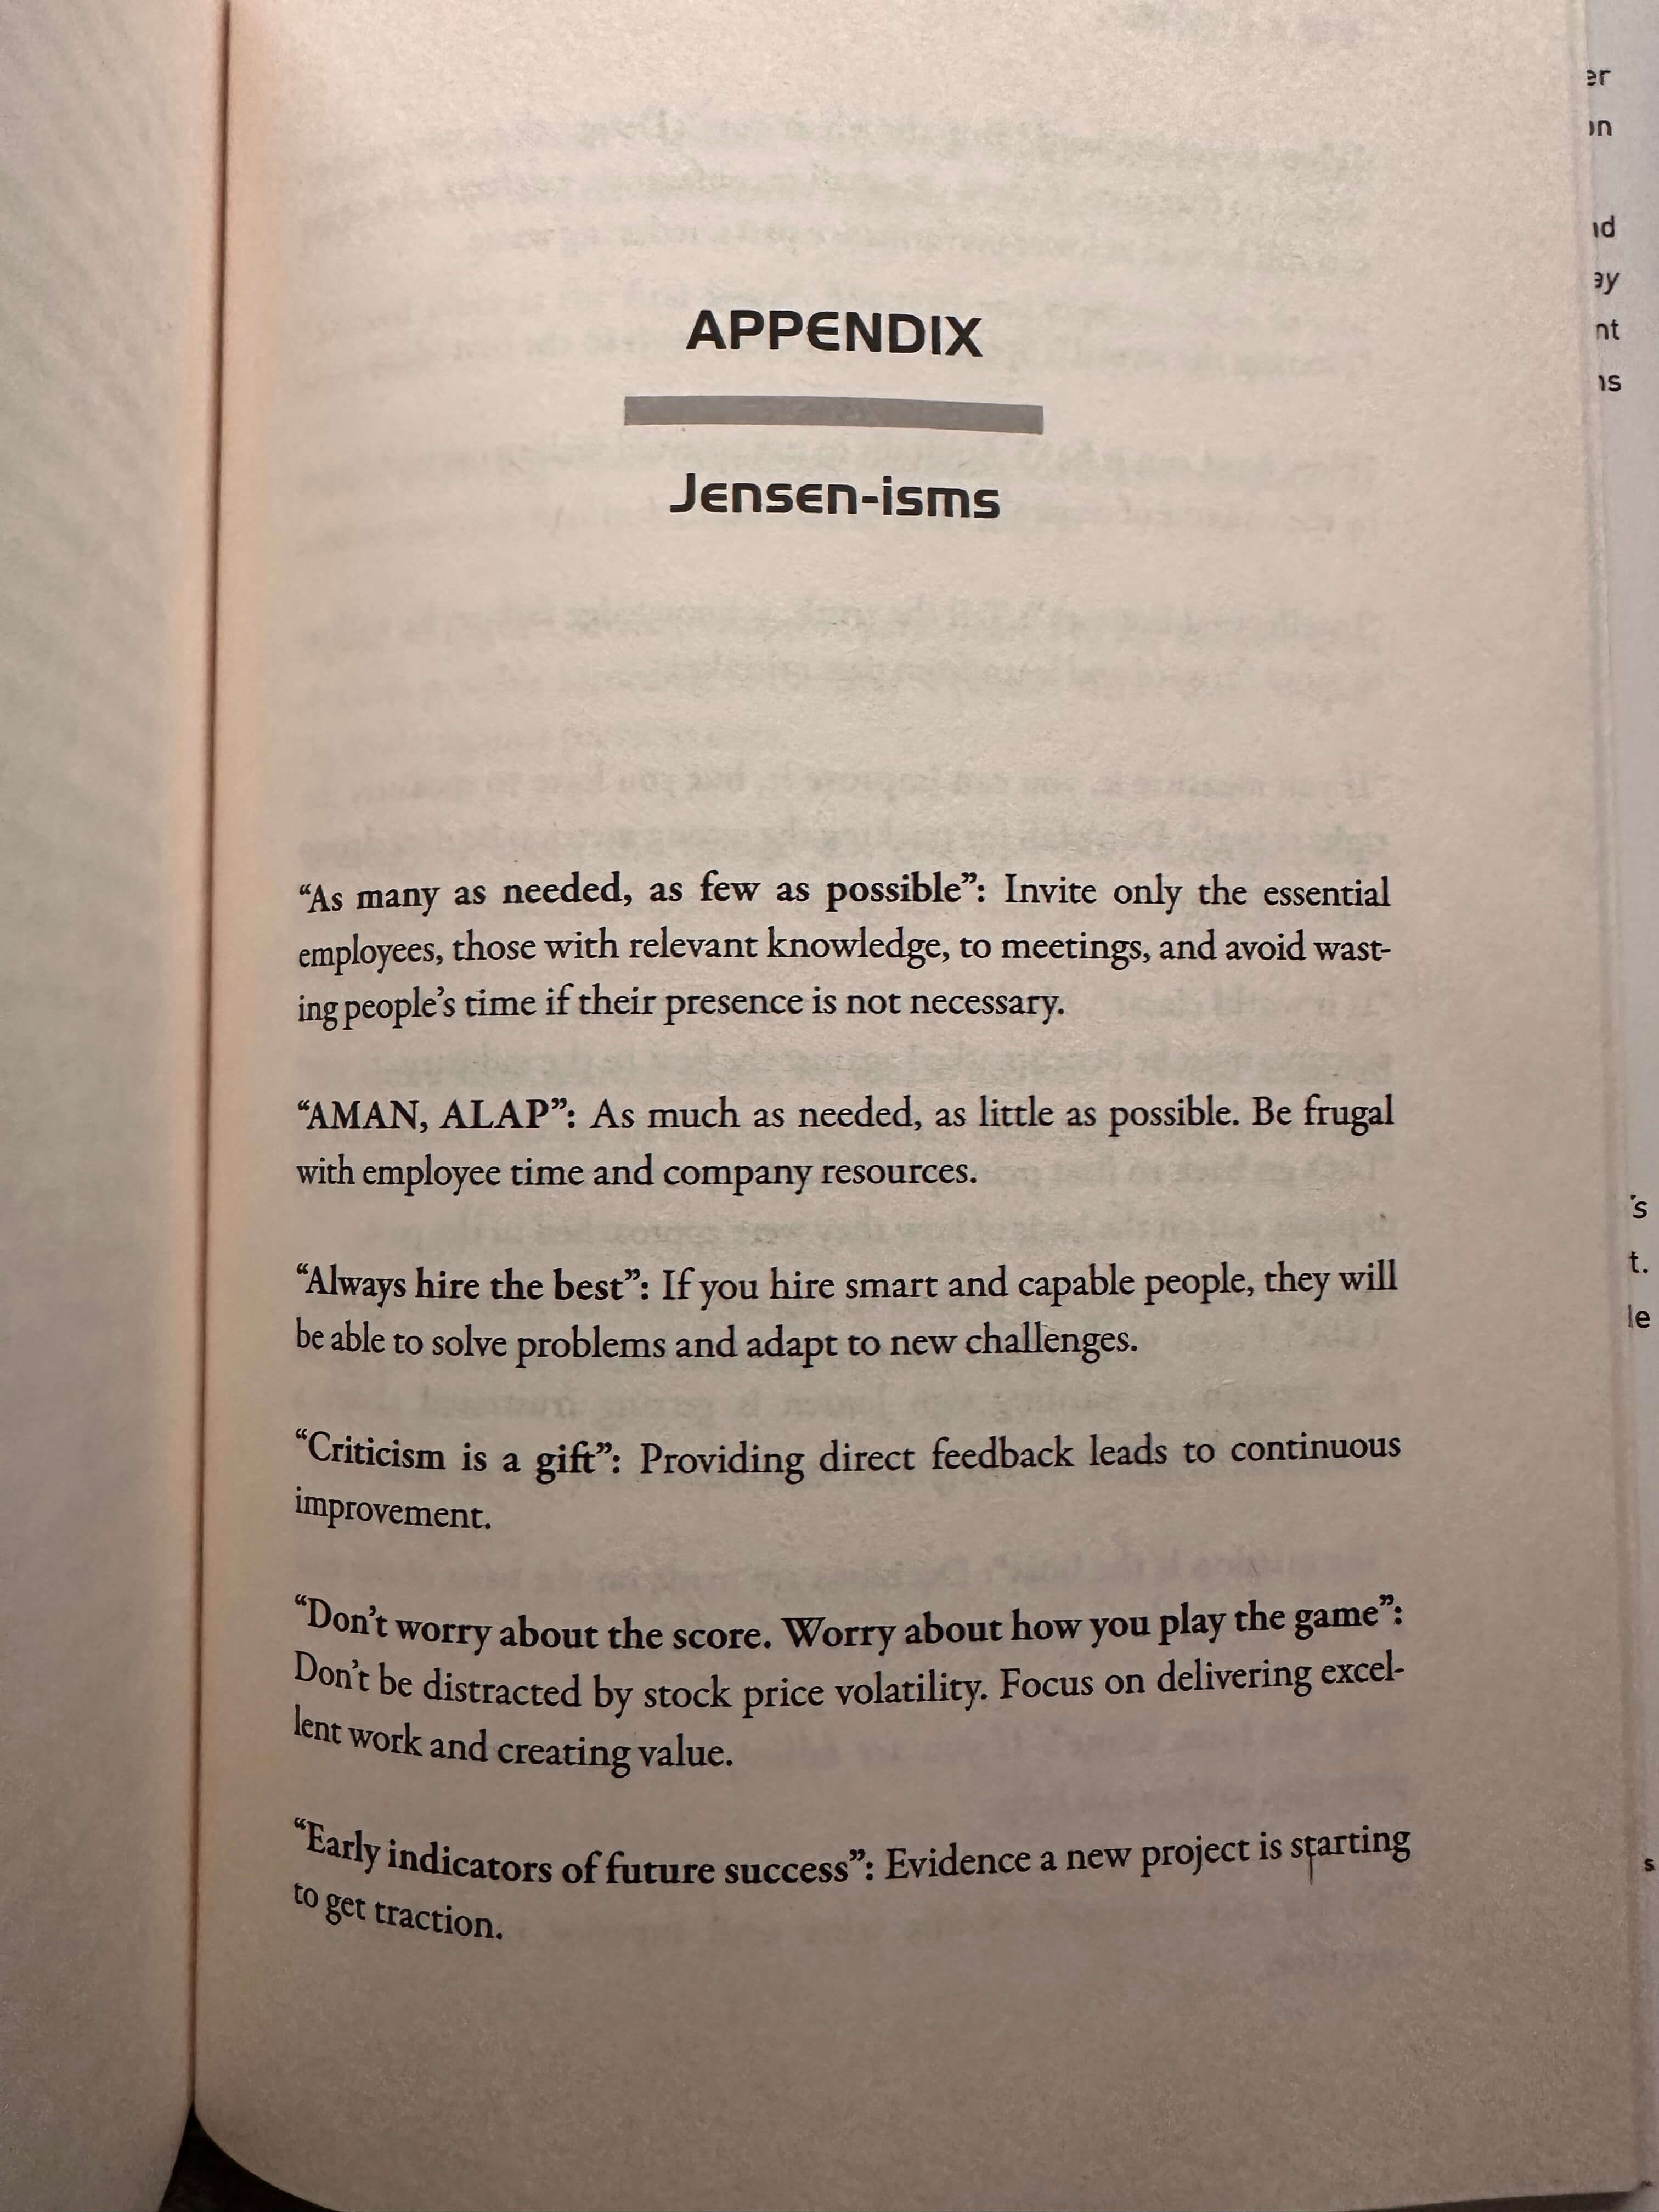 APPENDIX
Jensen-isms
“As many as needed, as few as possible”: Invite only the essential
employees, those with relevant knowledge, to meetings, and avoid wast-
ing people’s time if their presence is not necessary.
“AMAN, ALAP”: As much as needed, as little as possible. Be frugal
with employee time and company resources.
“Always hire the best”: If you hire smart and capable people, they will
be able to solve problems and adapt to new challenges.
“Criticism is a gift”: Providing direct feedback leads to continuous
improvement.
“Don’t worry about the score. Worry about how you play the game”:
Don’t be distracted by stock price volatility. Focus on delivering excel-
lent work and creating value.
“Early indicators of future success”: Evidence a new project is starting
to get traction.